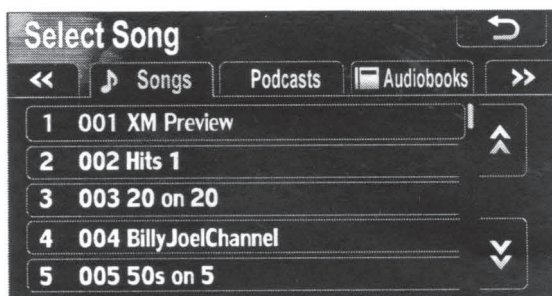 Select Song
Songs Podcasts Audiobooks
1 001 XM Preview
2 002 Hits 1
3 003 20 on 20
4 004 BillyJoelChannel
5 005 50s on 5